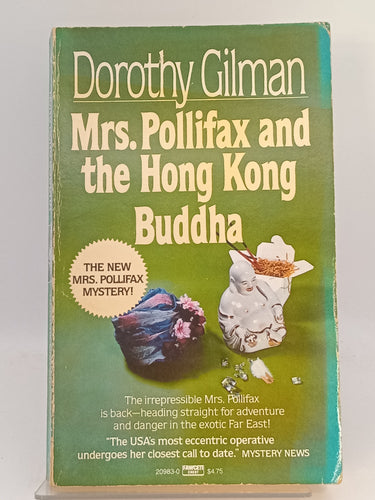 Dorothy Gilman
Mrs. Pollifax and
the Hong Kong
Buddha
THE NEW
MRS. POLLIFAX
MYSTERY!
The irrepressible Mrs. Pollifax
is back—heading straight for adventure
and danger in the exotic Far East!
"The USA's most eccentric operative
undergoes her closest call to date." MYSTERY NEWS
20983-0 FAWCETT CREST $4.75